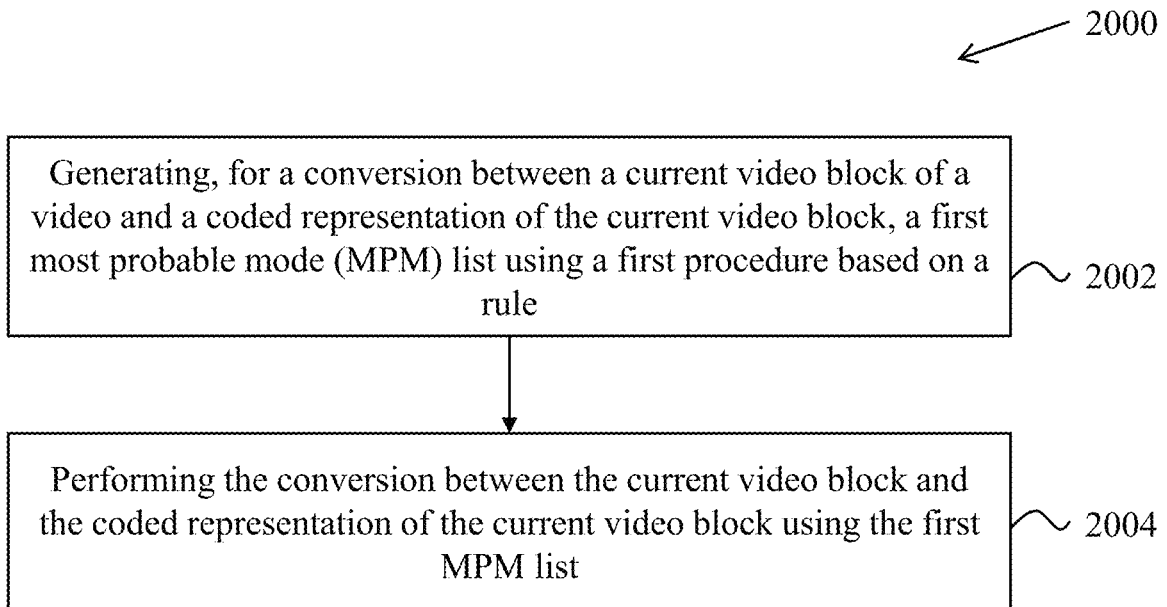 2000
Generating, for a conversion between a current video block of a
video and a coded representation of the current video block, a first
most probable mode (MPM) list using a first procedure based on a
rule
2002
Performing the conversion between the current video block and
the coded representation of the current video block using the first
MPM list
2004